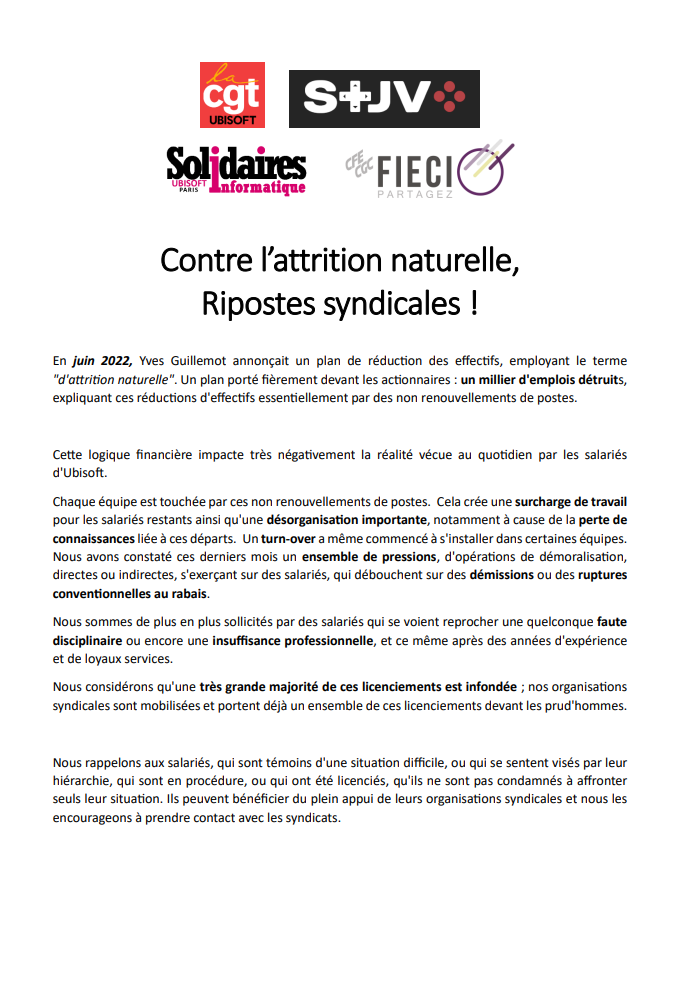 la
cgt
UBISOFT
S+JV
Solidaires
UBISOFT
PARIS
Informatique
CFE
CGC
FIECI
PARTAGEZ
Contre l’attrition naturelle,
Ripostes syndicales !
En juin 2022, Yves Guillemot annonçait un plan de réduction des effectifs, employant le terme
"d'attrition naturelle". Un plan porté fièrement devant les actionnaires : un millier d'emplois détruits,
expliquant ces réductions d'effectifs essentiellement par des non renouvellements de postes.
Cette logique financière impacte très négativement la réalité vécue au quotidien par les salariés
d'Ubisoft.
Chaque équipe est touchée par ces non renouvellements de postes. Cela crée une surcharge de travail
pour les salariés restants ainsi qu'une désorganisation importante, notamment à cause de la perte de
connaissances liée à ces départs. Un turn-over a même commencé à s'installer dans certaines équipes.
Nous avons constaté ces derniers mois un ensemble de pressions, d'opérations de démoralisation,
directes ou indirectes, s'exerçant sur des salariés, qui débouchent sur des démissions ou des ruptures
conventionnelles au rabais.
Nous sommes de plus en plus sollicités par des salariés qui se voient reprocher une quelconque faute
disciplinaire ou encore une insuffisance professionnelle, et ce même après des années d'expérience
et de loyaux services.
Nous considérons qu'une très grande majorité de ces licenciements est infondée ; nos organisations
syndicales sont mobilisées et portent déjà un ensemble de ces licenciements devant les prud'hommes.
Nous rappelons aux salariés, qui sont témoins d'une situation difficile, ou qui se sentent visés par leur
hiérarchie, qui sont en procédure, ou qui ont été licenciés, qu'ils ne sont pas condamnés à affronter
seuls leur situation. Ils peuvent bénéficier du plein appui de leurs organisations syndicales et nous les
encourageons à prendre contact avec les syndicats.